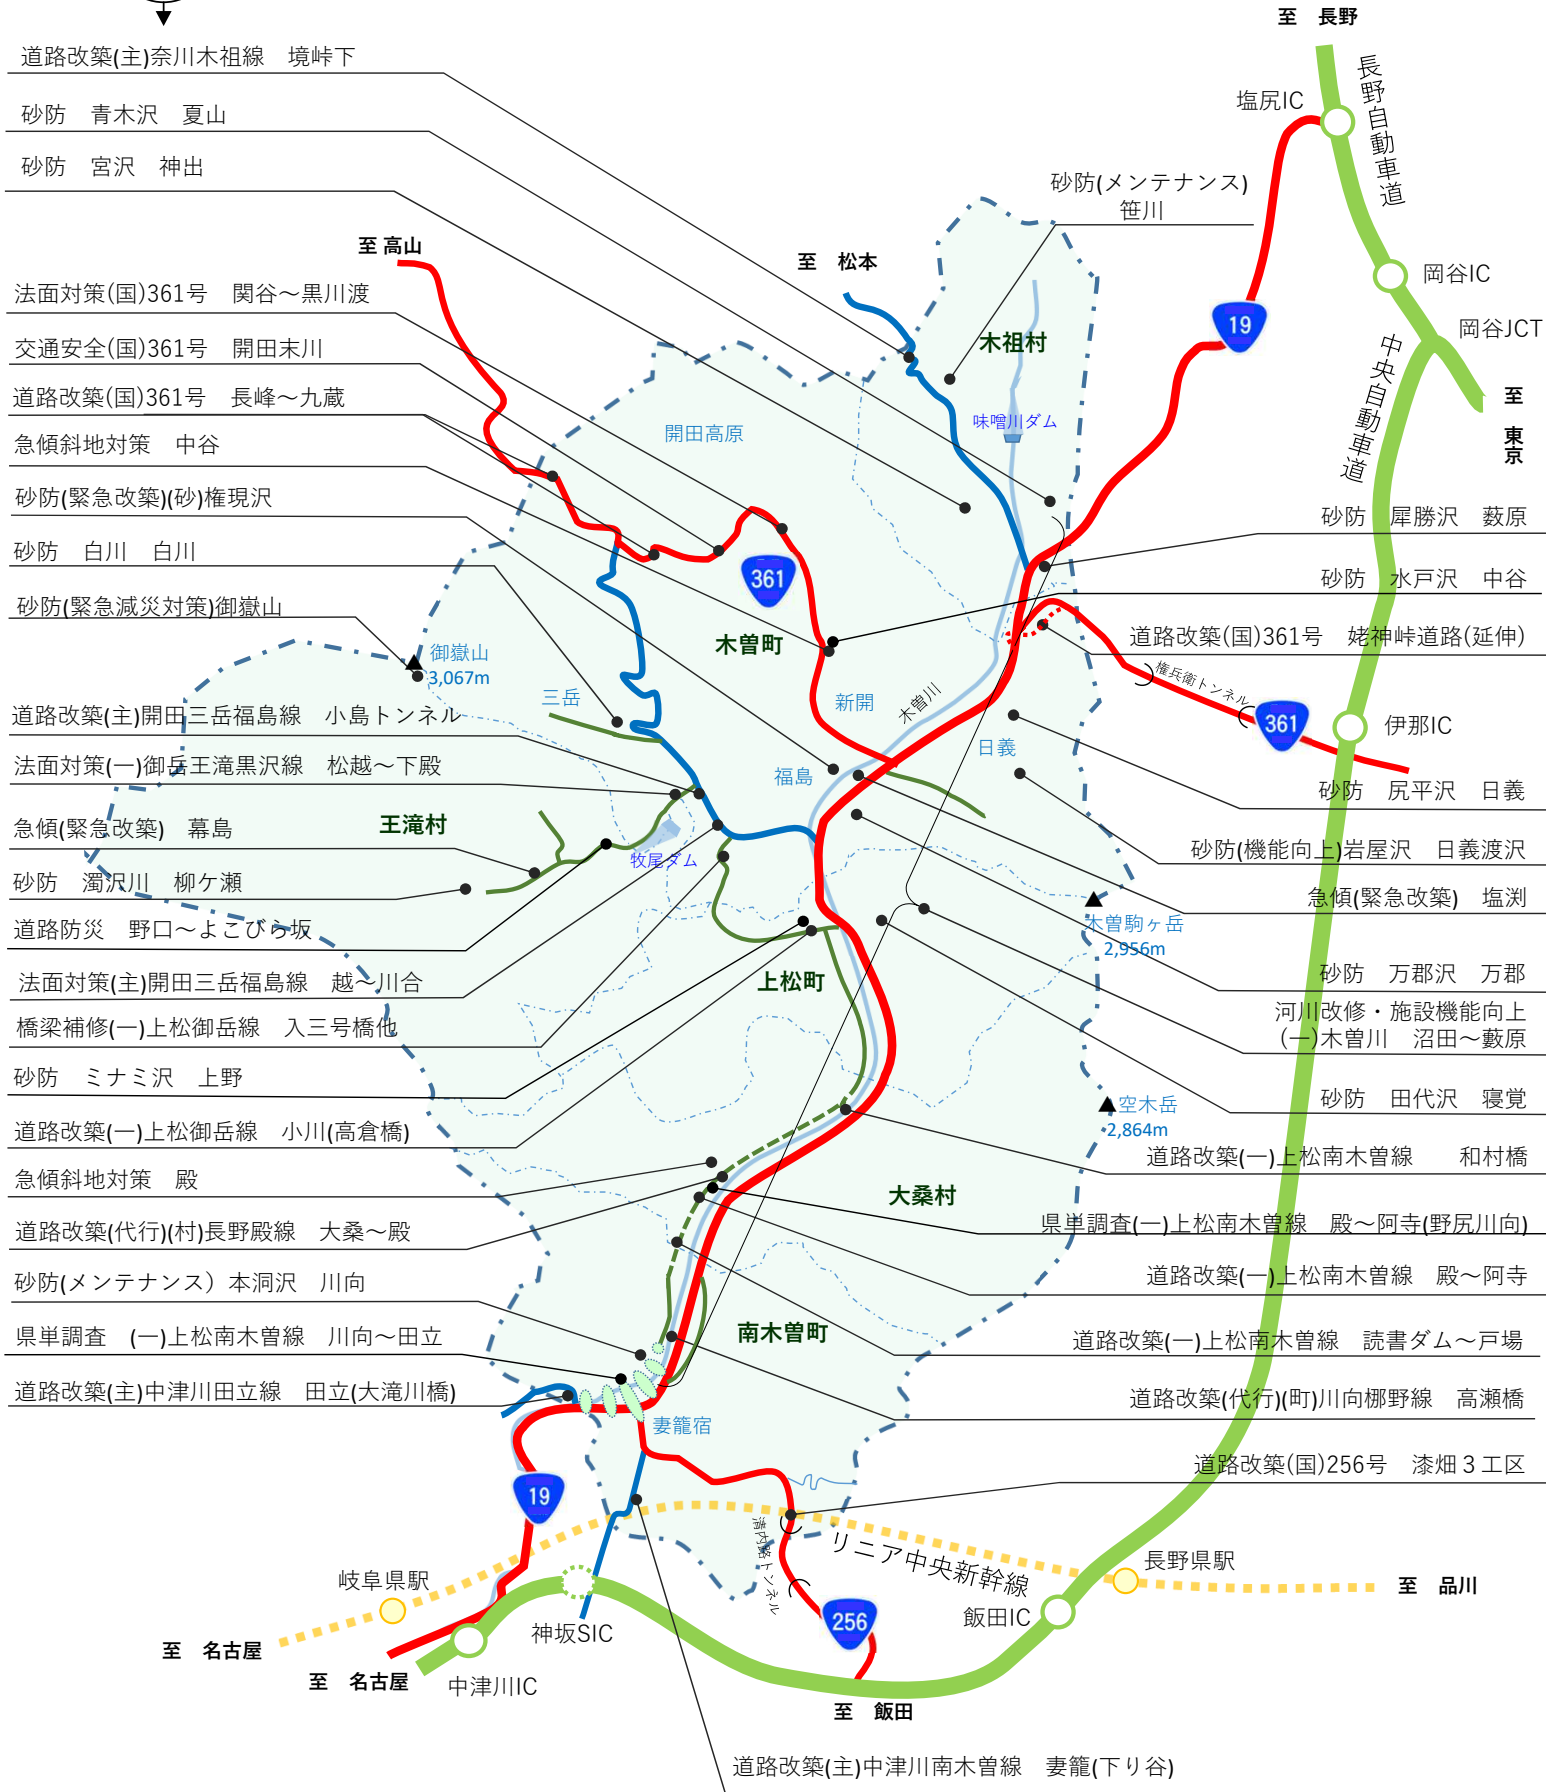 至　長野
道路改築(主)奈川木祖線　境峠下
長野自動車道
塩尻IC
砂防　青木沢　夏山
砂防　宮沢　神出
砂防(メンテナンス)
笹川
至 高山
至　松本
岡谷IC
法面対策(国)361号　関谷～黒川渡
19
岡谷JCT
木祖村
交通安全(国)361号　開田末川
中央自動車道
道路改築(国)361号　長峰～九蔵
至　東京
味噌川ダム
開田高原
急傾斜地対策　中谷
砂防(緊急改築)(砂)権現沢
砂防　犀勝沢　薮原
砂防　白川　白川
361
砂防　水戸沢　中谷
砂防(緊急減災対策)御嶽山
道路改築(国)361号　姥神峠道路(延伸)
木曽町
御嶽山
3,067m
権兵衛トンネル
三岳
新開
木曽川
道路改築(主)開田三岳福島線　小島トンネル
361
伊那IC
日義
法面対策(一)御岳王滝黒沢線　松越～下殿
福島
砂防　尻平沢　日義
王滝村
急傾(緊急改築)　幕島
砂防(機能向上)岩屋沢　日義渡沢
牧尾ダム
砂防　濁沢川　柳ケ瀬
急傾(緊急改築)　塩渕
道路防災　野口～よこびら坂
木曽駒ヶ岳
2,956m
法面対策(主)開田三岳福島線　越～川合
上松町
砂防　万郡沢　万郡
橋梁補修(一)上松御岳線　入三号橋他
河川改修・施設機能向上
(一)木曽川　沼田～藪原
砂防　ミナミ沢　上野
砂防　田代沢　寝覚
空木岳
2,864m
道路改築(一)上松御岳線　小川(高倉橋)
道路改築(一)上松南木曽線　　和村橋
急傾斜地対策　殿
大桑村
道路改築(代行)(村)長野殿線　大桑～殿
県単調査(一)上松南木曽線　殿～阿寺(野尻川向)
砂防(メンテナンス）本洞沢　川向
道路改築(一)上松南木曽線　殿～阿寺
県単調査　(一)上松南木曽線　川向～田立
南木曽町
道路改築(一)上松南木曽線　読書ダム～戸場
道路改築(主)中津川田立線　田立(大滝川橋)
道路改築(代行)(町)川向梛野線　高瀬橋
妻籠宿
道路改築(国)256号　漆畑３工区
19
清内路トンネル
リニア中央新幹線
長野県駅
岐阜県駅
至　品川
飯田IC
256
神坂SIC
至　名古屋
至　名古屋
中津川IC
至　飯田
道路改築(主)中津川南木曽線　妻籠(下り谷)